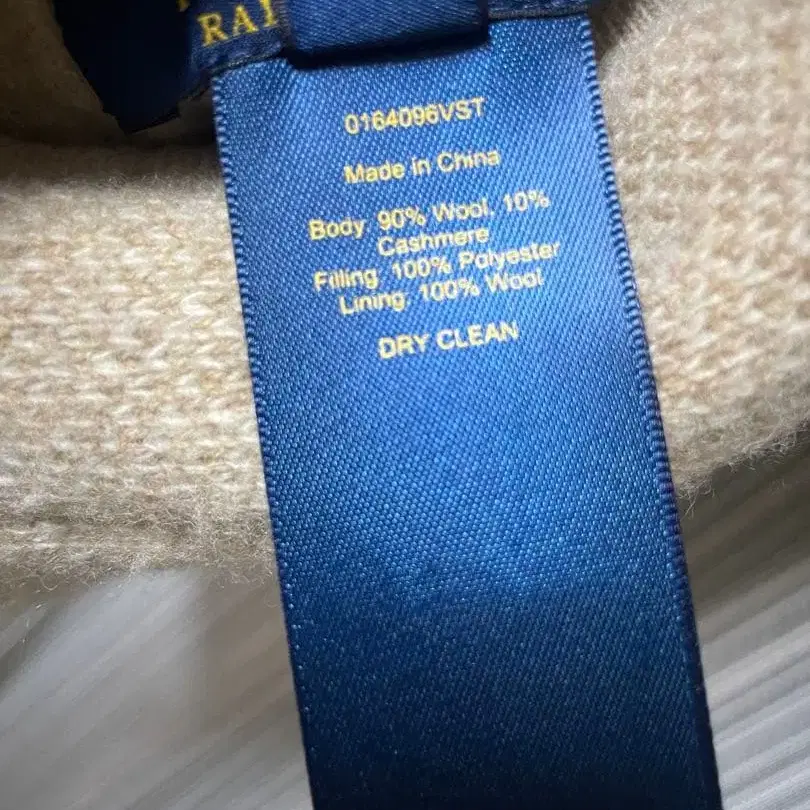 RAL
0164096VST
Made in China
Body 90% Wool, 10%
Cashmere
Filling 100% Polyester
Lining 100% Wool
DRY CLEAN